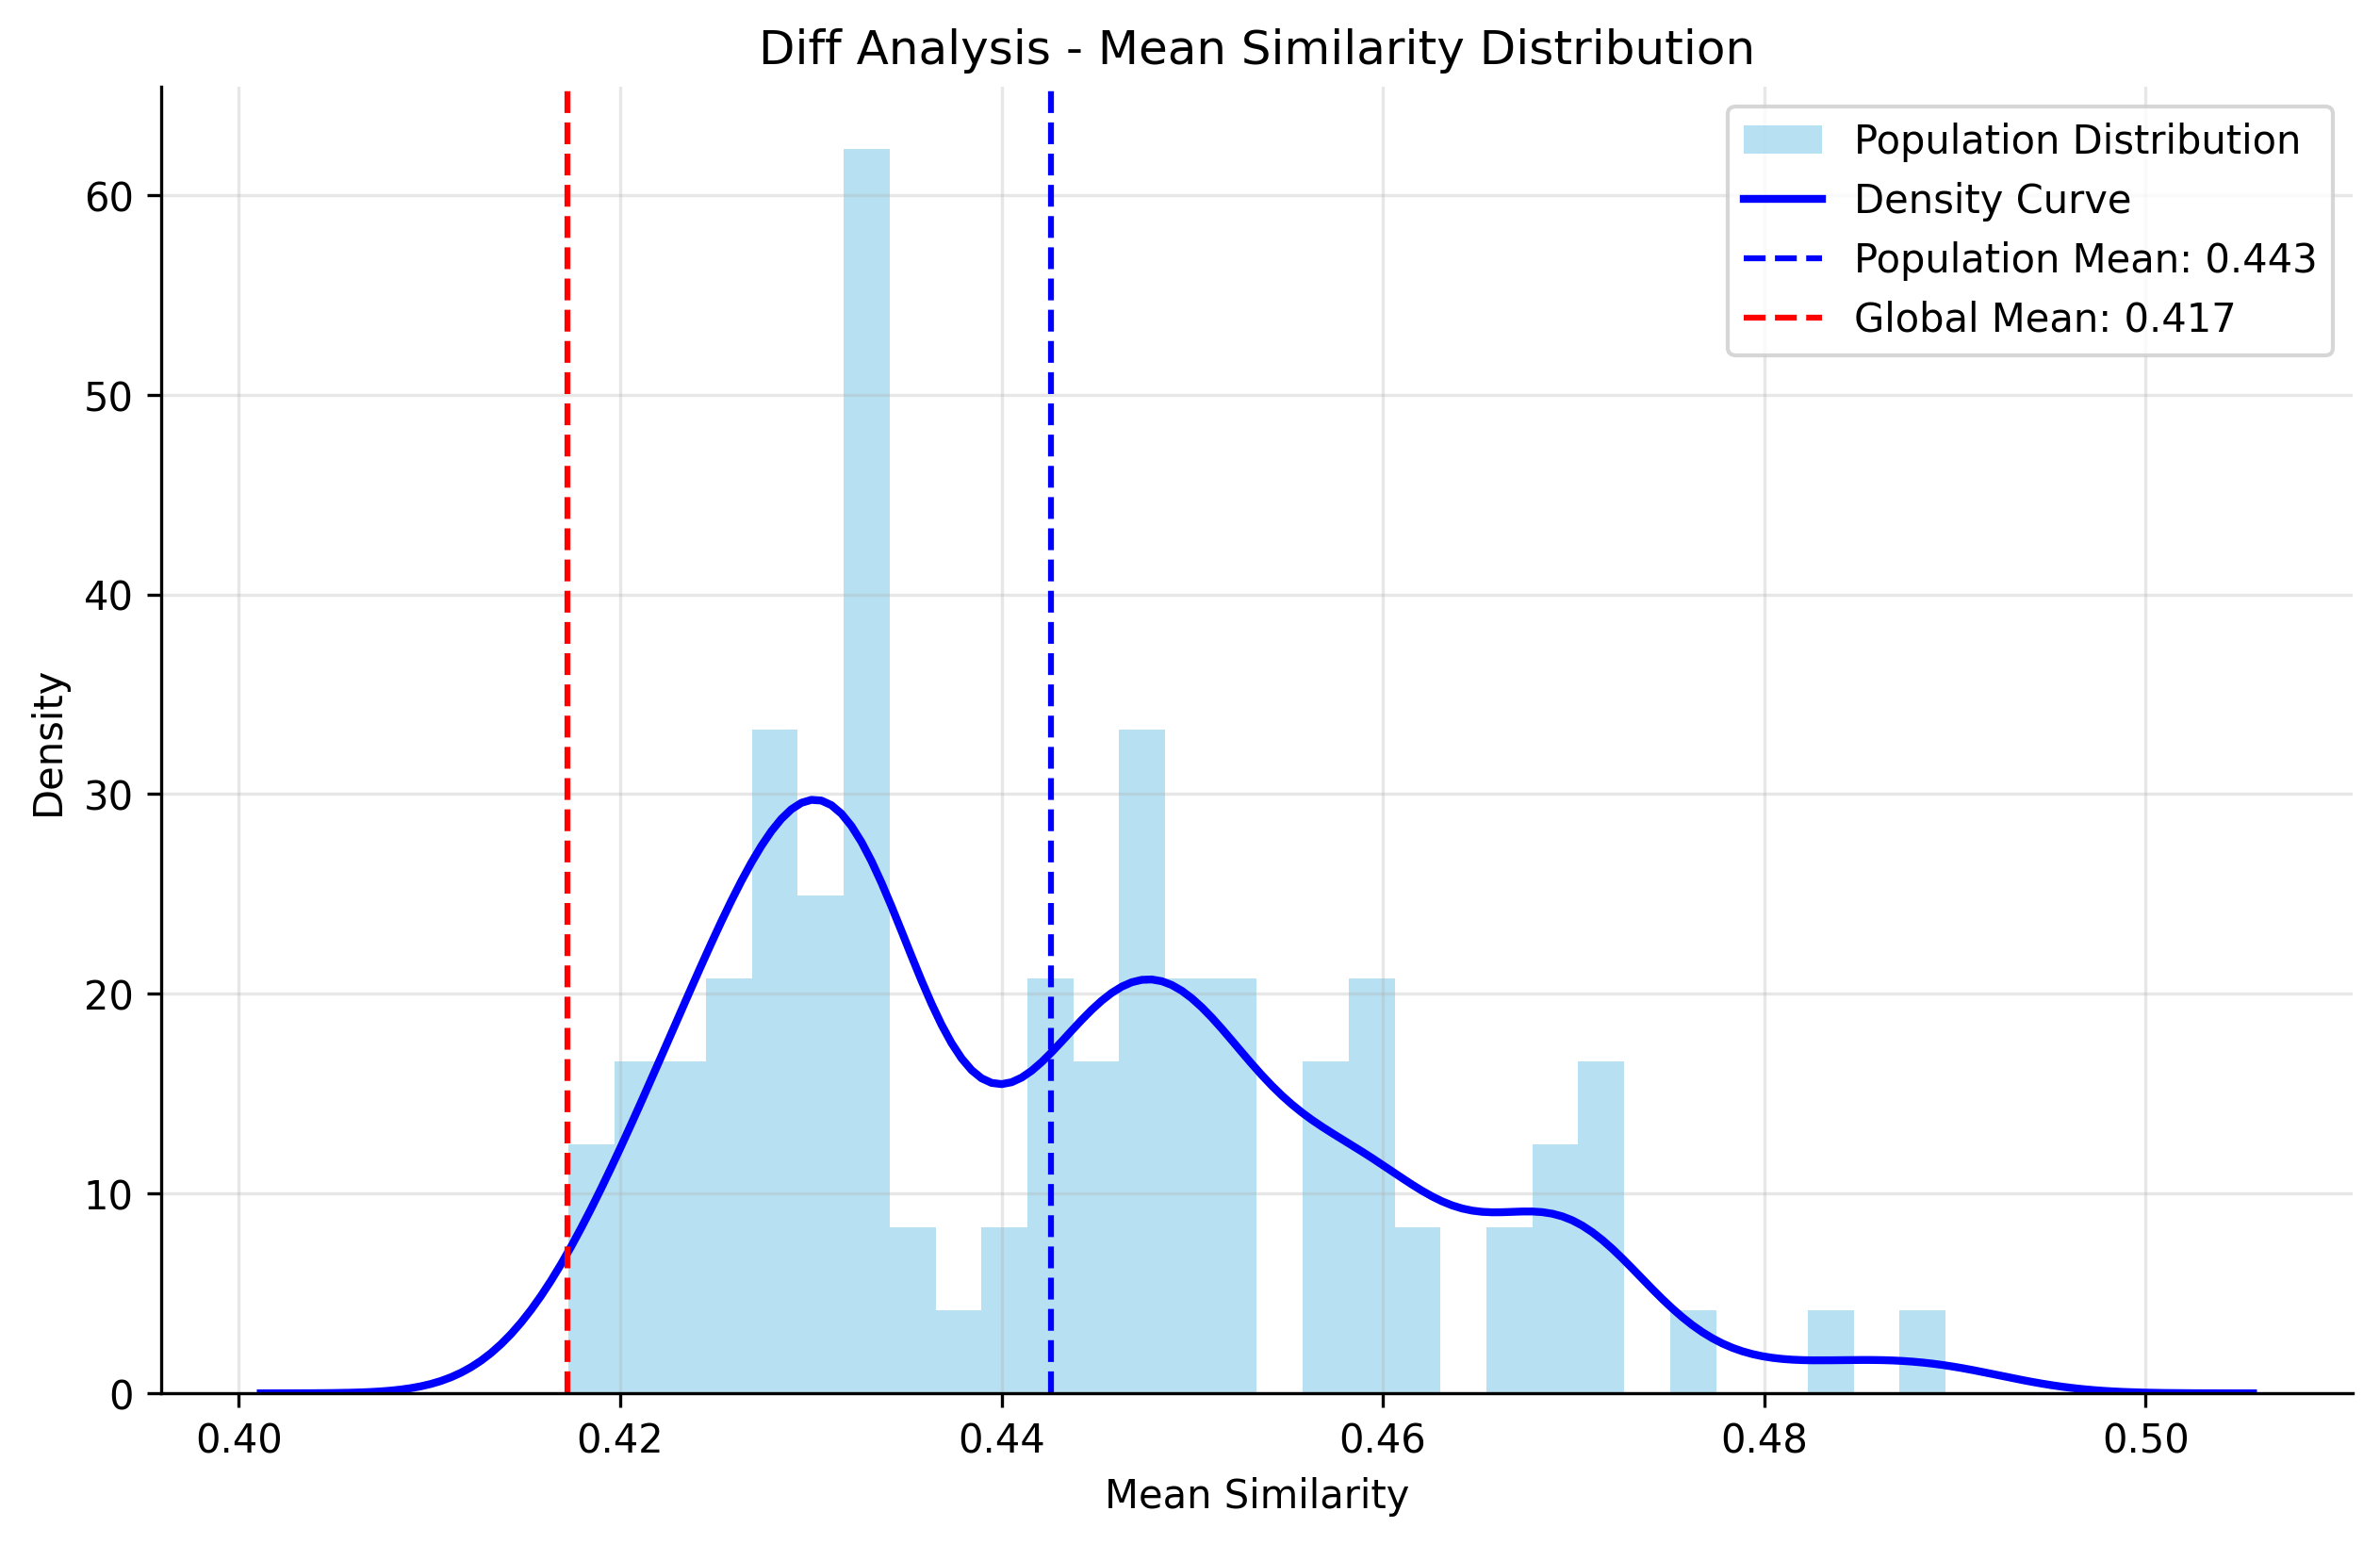 Diff Analysis - Mean Similarity Distribution
Population Distribution
Density Curve
Population Mean: 0.443
Global Mean: 0.417
Density
60
50
40
30
20
10
0
0.40 0.42 0.44 0.46 0.48 0.50
Mean Similarity